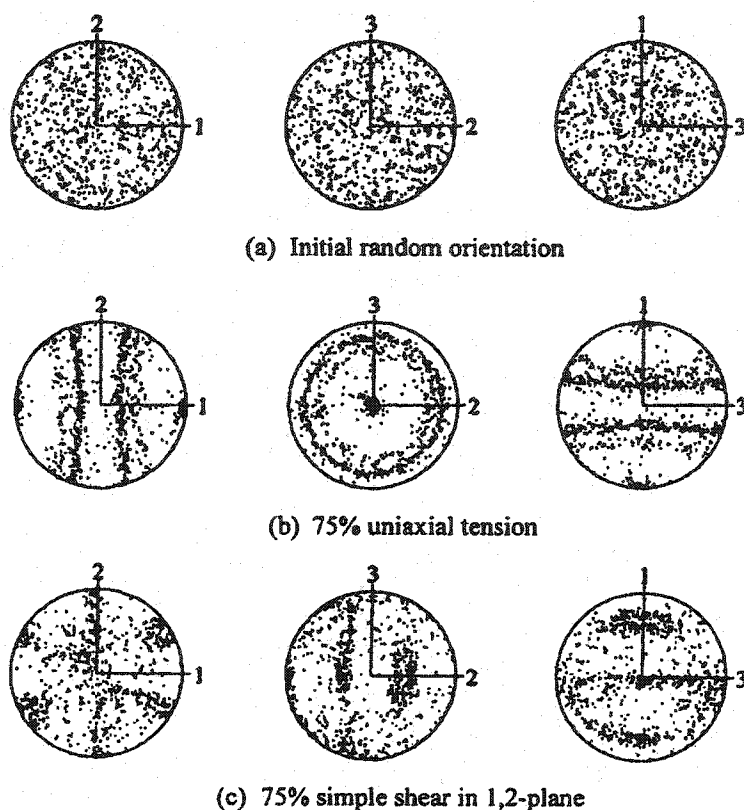 2 3 1
1 2 3
(a) Initial random orientation
2 3 1
1 2 3
(b) 75% uniaxial tension
2 3 1
1 2 3
(c) 75% simple shear in 1,2-plane